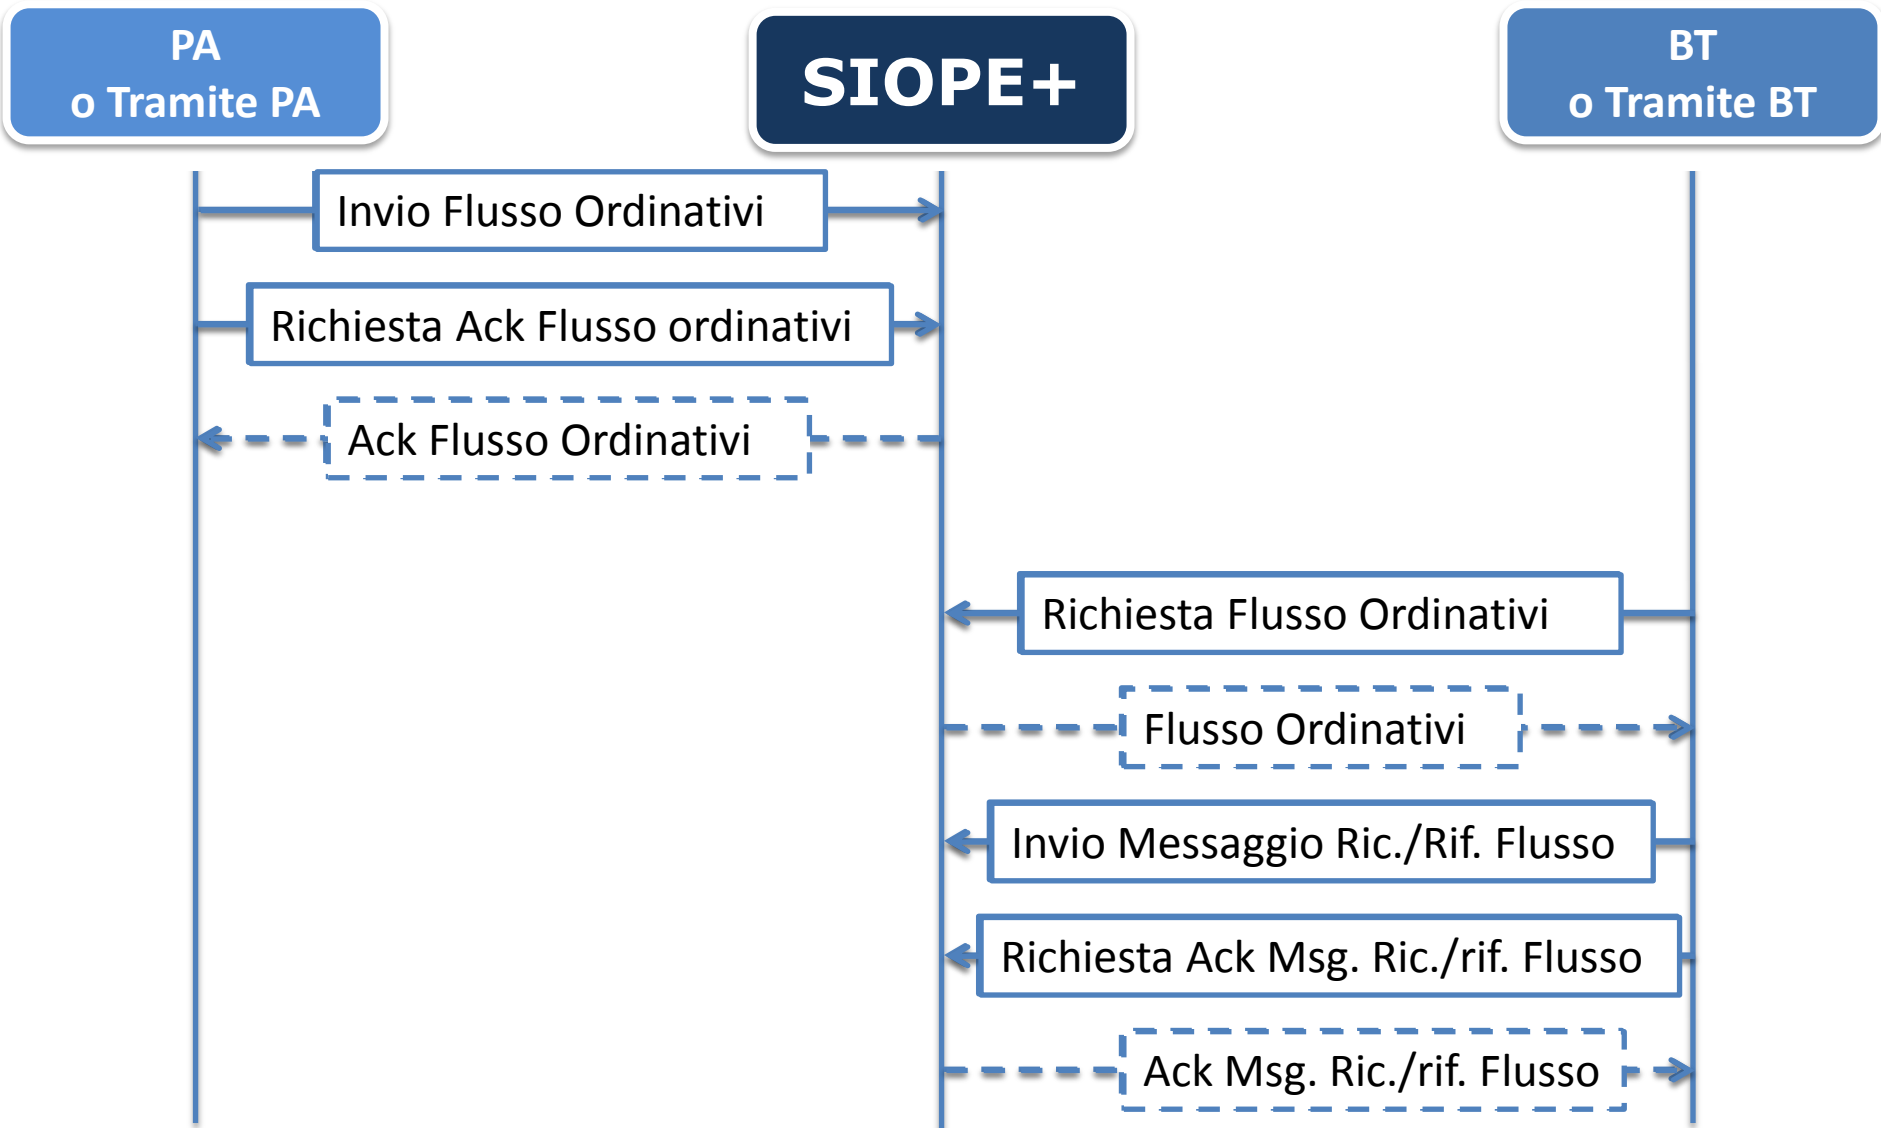 PA
o Tramite PA
SIOPE+
BT
o Tramite BT
Invio Flusso Ordinativi
Richiesta Ack Flusso ordinativi
Ack Flusso Ordinativi
Richiesta Flusso Ordinativi
Flusso Ordinativi
Invio Messaggio Ric./Rif. Flusso
Richiesta Ack Msg. Ric./rif. Flusso
Ack Msg. Ric./rif. Flusso